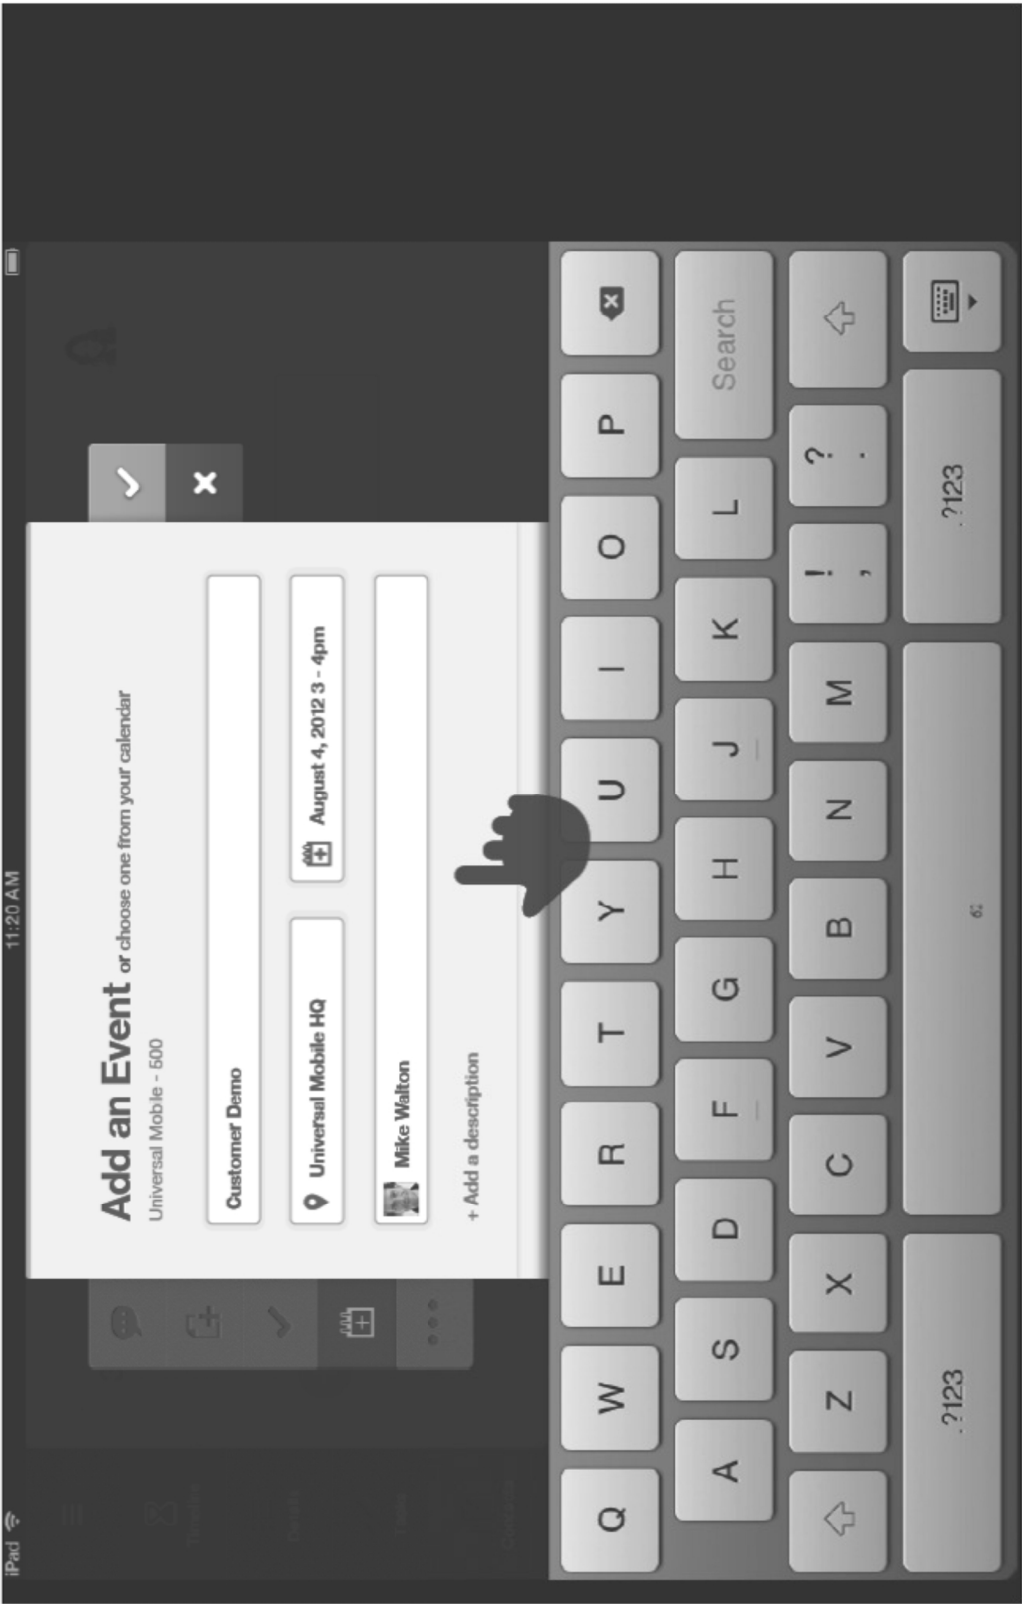 iPad
11:20 AM
Add an Event or choose one from your calendar
Universal Moble - 500
Customer Demo
Universal Mobile HQ
August 4, 2012 3 - 4pm
Mike Walton
+ Add a description
Q W E R T Y U I O P
A S D F G H J K L Search
Z X C V B N M ! , ? .
.?123 .?123